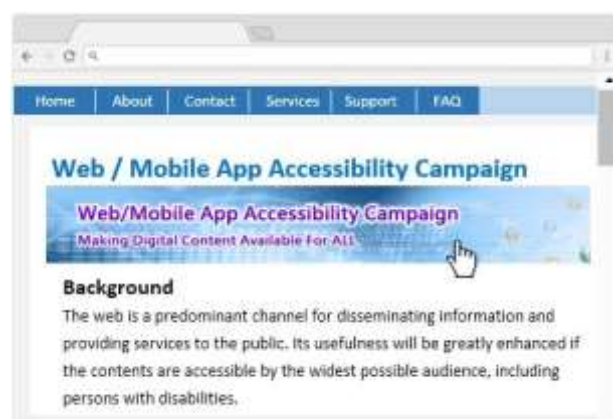 Home About Contact Services Support FAQ
Web / Mobile App Accessibility Campaign
Web/Mobile App Accessibility Campaign
Making Digital Content Available For ALL
Background
The web is a predominant channel for disseminating information and
providing services to the public. Its usefulness will be greatly enhanced if
the contents are accessible by the widest possible audience, including
persons with disabilities.